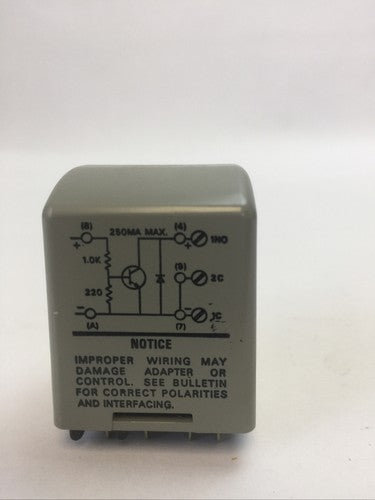 (8) 250MA MAX. (4) 1NO
+ +
1.0K (9) 2C
220
− − 1C
(A) (7)
NOTICE
IMPROPER WIRING MAY
DAMAGE ADAPTER OR
CONTROL. SEE BULLETIN
FOR CORRECT POLARITIES
AND INTERFACING.